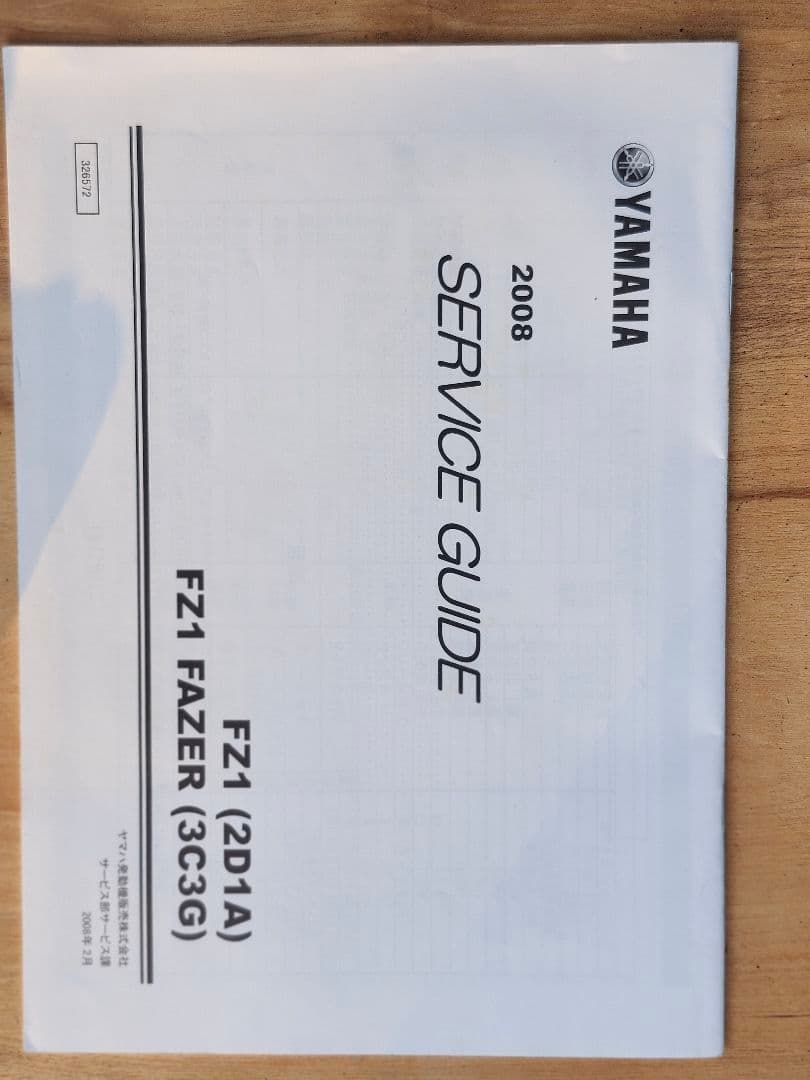 YAMAHA
2008
SERVICE GUIDE
FZ1 (2D1A)
FZ1 FAZER (3C3G)
ヤマハ発動機販売株式会社
サービス部サービス課
2008年 2月
326572